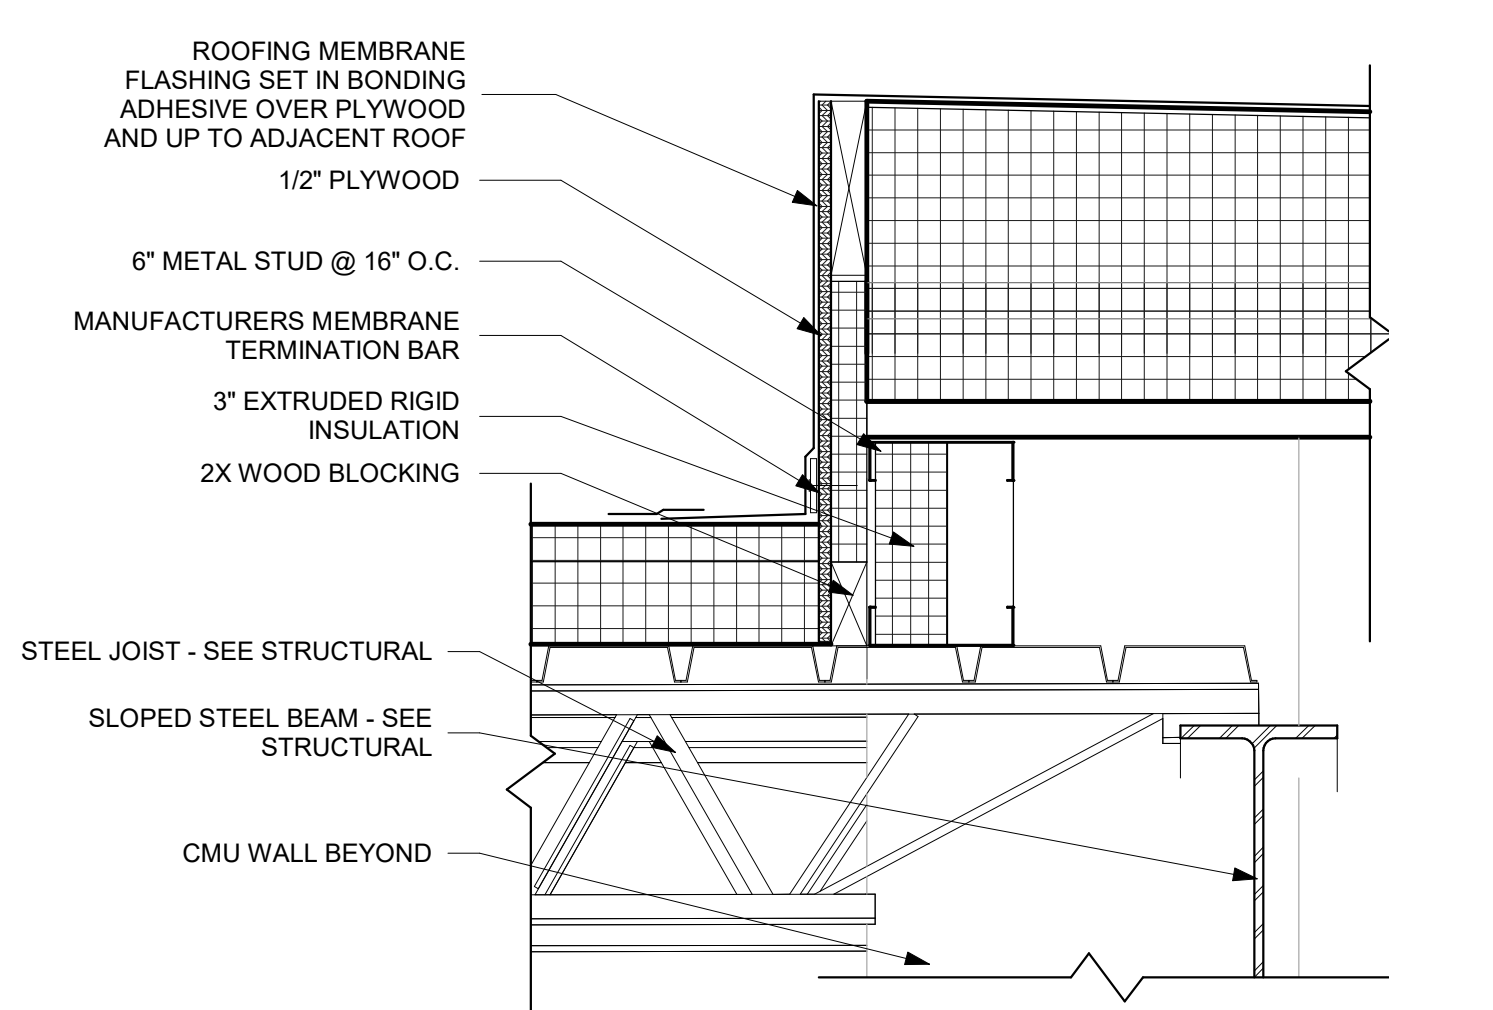 ROOFING MEMBRANE
FLASHING SET IN BONDING
ADHESIVE OVER PLYWOOD
AND UP TO ADJACENT ROOF
1/2" PLYWOOD
6" METAL STUD @ 16" O.C.
MANUFACTURERS MEMBRANE
TERMINATION BAR
3" EXTRUDED RIGID
INSULATION
2X WOOD BLOCKING
STEEL JOIST - SEE STRUCTURAL
SLOPED STEEL BEAM - SEE
STRUCTURAL
CMU WALL BEYOND